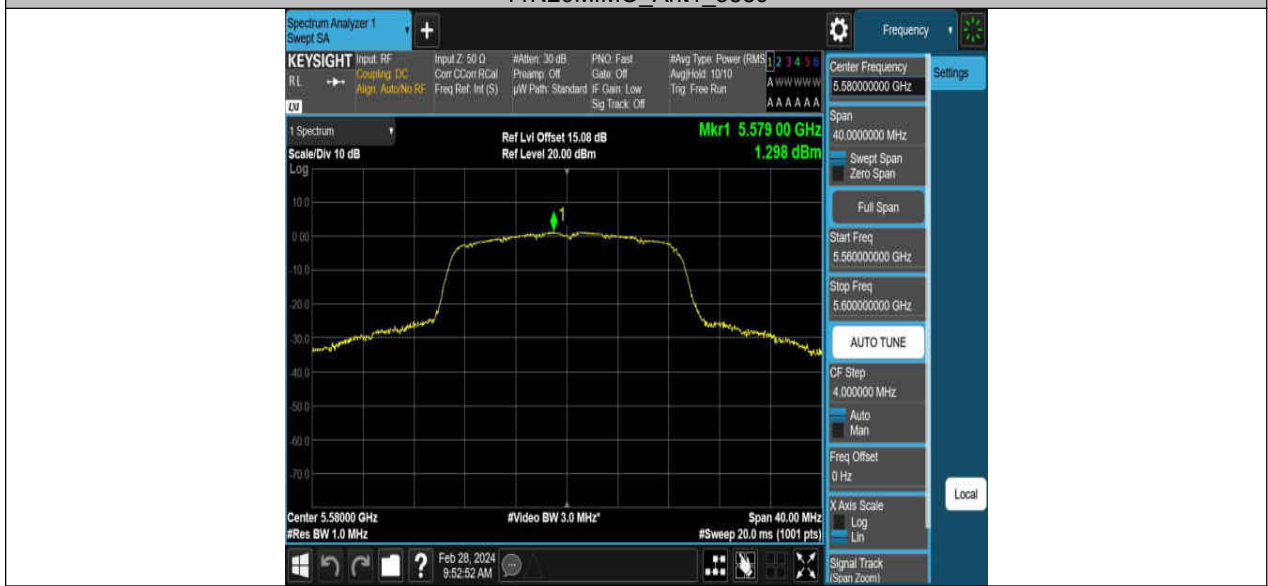 Spectrum Analyzer 1
Swept SA
+
Frequency
KEYSIGHT
RL
LXI
Input: RF
Coupling: DC
Align: Auto/No RF
Input Z: 50 Ω
Corr CCorr RCal
Freq Ref: Int (S)
#Atten: 30 dB
Preamp: Off
µW Path: Standard
PNO: Fast
Gate: Off
IF Gain: Low
Sig Track: Off
#Avg Type: Power (RMS
Avg|Hold: 10/10
Trig: Free Run
1 2 3 4 5 6
A W W W W W
A A A A A A
1 Spectrum
Scale/Div 10 dB
Log
Ref Lvl Offset 15.08 dB
Ref Level 20.00 dBm
Mkr1 5.579 00 GHz
1.298 dBm
1
10.0
0.00
-10.0
-20.0
-30.0
-40.0
-50.0
-60.0
-70.0
Center 5.58000 GHz
#Res BW 1.0 MHz
#Video BW 3.0 MHz*
Span 40.00 MHz
#Sweep 20.0 ms (1001 pts)
Feb 28, 2024
9:52:52 AM
?
Center Frequency
5.580000000 GHz
Settings
Span
40.0000000 MHz
Swept Span
Zero Span
Full Span
Start Freq
5.560000000 GHz
Stop Freq
5.600000000 GHz
AUTO TUNE
CF Step
4.000000 MHz
Auto
Man
Freq Offset
0 Hz
X Axis Scale
Log
Lin
Local
Signal Track
(Span Zoom)